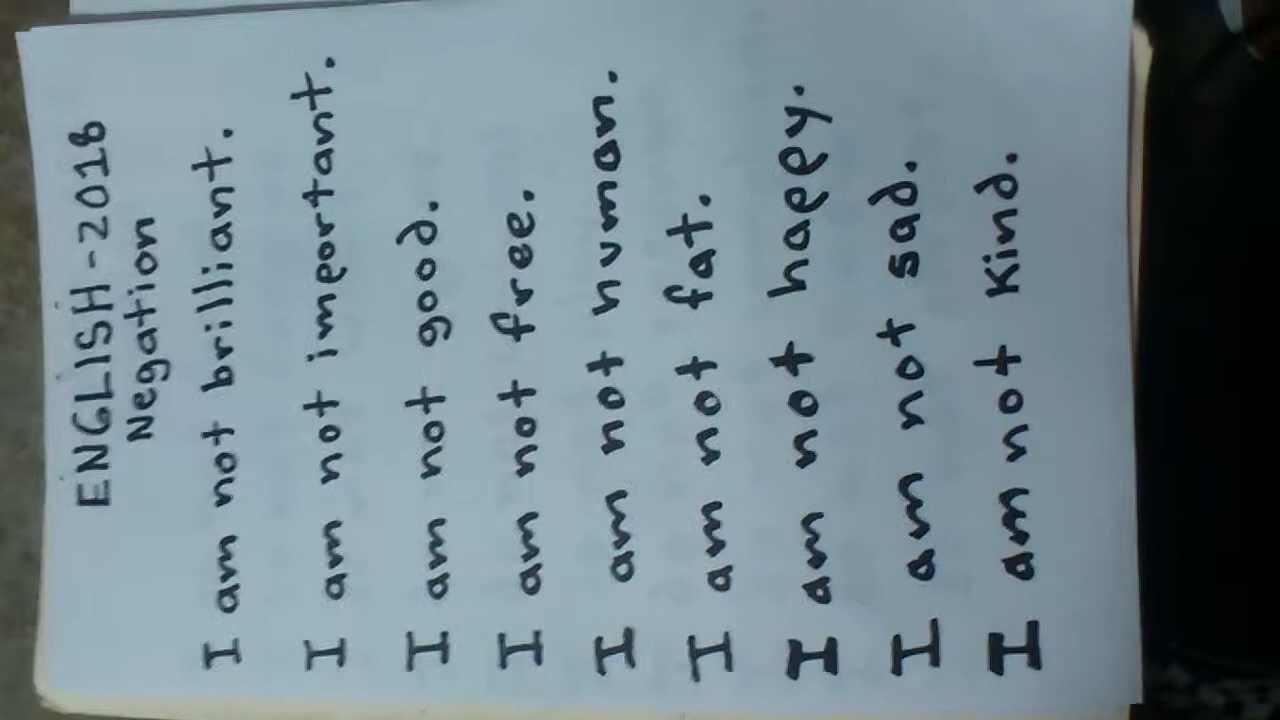 ENGLISH-2018
Negation
I am not brilliant.
I am not important.
I am not good.
I am not free.
I am not human.
I am not fat.
I am not happy.
I am not sad.
I am not Kind.